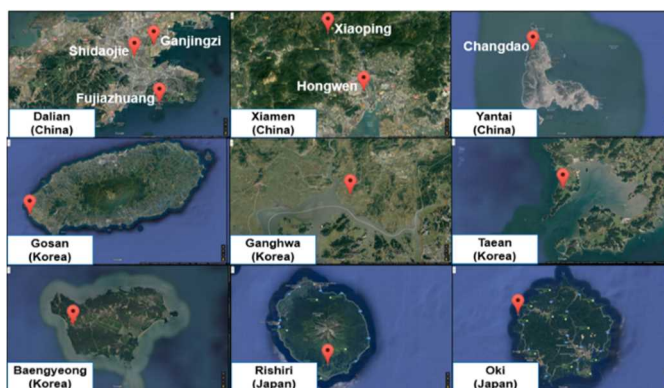 Ganjingzi
Shidaojie
Fujiazhuang
Dalian
(China)
Xiaoping
Hongwen
Xiamen
(China)
Changdao
Yantai
(China)
Gosan
(Korea)
Ganghwa
(Korea)
Taean
(Korea)
Baengyeong
(Korea)
Rishiri
(Japan)
Oki
(Japan)